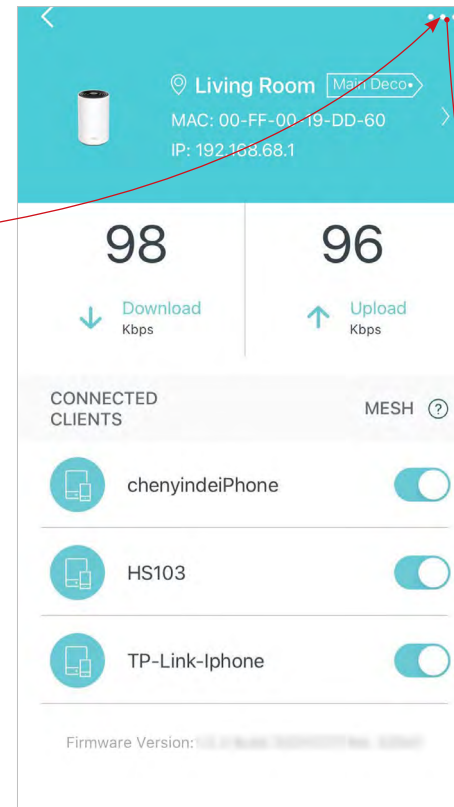 Living Room Main Deco
MAC: 00-FF-00-19-DD-60
IP: 192.168.68.1
98 96
Download Upload
Kbps Kbps
CONNECTED
CLIENTS
MESH ?
chenyindeiPhone
HS103
TP-Link-Iphone
Firmware Version: